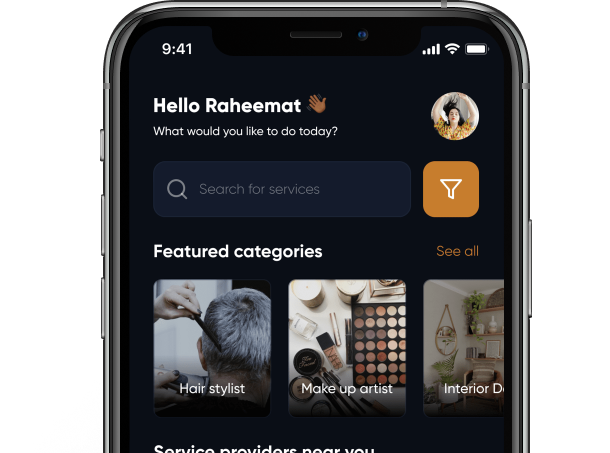 9:41
Hello Raheemat 👋🏾
What would you like to do today?
Search for services
Featured categories
See all
Hair stylist
Make up artist
Interior D
Service providers near you